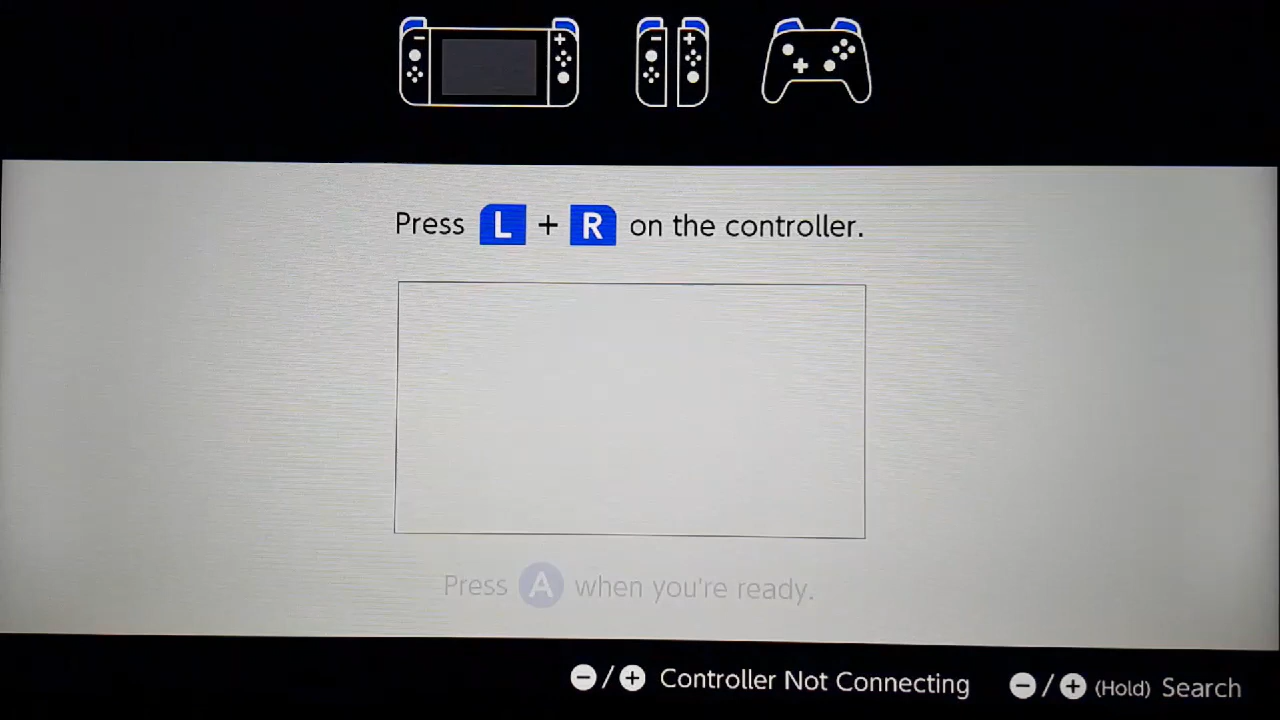 Press L + R on the controller.
Press A when you're ready.
−/+ Controller Not Connecting −/+ (Hold) Search